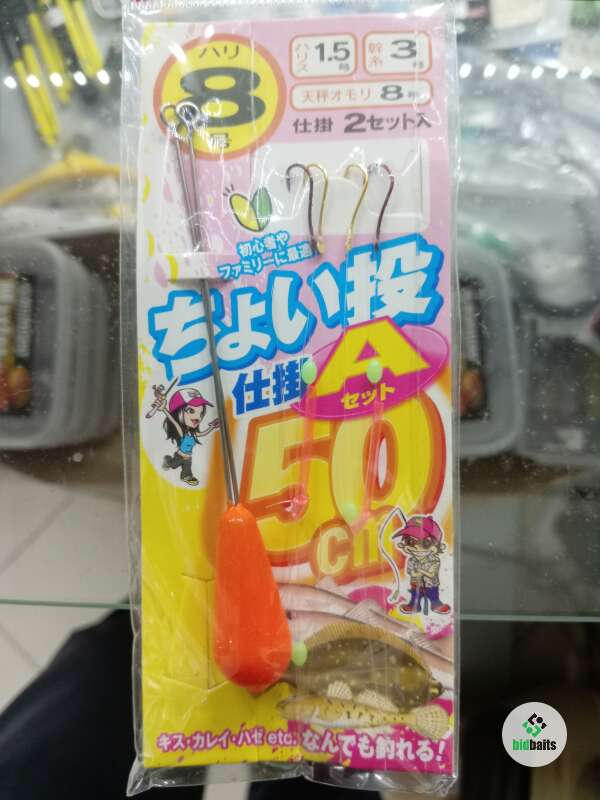 ハリ
8
号
ハリス 1.5号
幹糸 3号
天秤オモリ 8号
仕掛 2セット入
初心者や
ファミリーに最適
ちょい投
仕掛
A
セット
50
cm
キス・カレイ・ハゼ etc. なんでも釣れる!
bidbaits